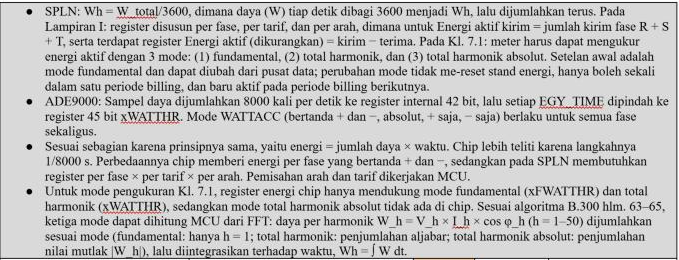 • SPLN: Wh = W_total/3600, dimana daya (W) tiap detik dibagi 3600 menjadi Wh, lalu dijumlahkan terus. Pada
Lampiran I: register disusun per fase, per tarif, dan per arah, dimana untuk Energi aktif kirim = jumlah kirim fase R + S
+ T, serta terdapat register Energi aktif (dikurangkan) = kirim − terima. Pada Kl. 7.1: meter harus dapat mengukur
energi aktif dengan 3 mode: (1) fundamental, (2) total harmonik, dan (3) total harmonik absolut. Setelan awal adalah
mode fundamental dan dapat diubah dari pusat data; perubahan mode tidak me-reset stand energi, hanya boleh sekali
dalam satu periode billing, dan baru aktif pada periode billing berikutnya.
• ADE9000: Sampel daya dijumlahkan 8000 kali per detik ke register internal 42 bit, lalu setiap EGY_TIME dipindah ke
register 45 bit xWATTHR. Mode WATTACC (bertanda + dan −, absolut, + saja, − saja) berlaku untuk semua fase
sekaligus.
• Sesuai sebagian karena prinsipnya sama, yaitu energi = jumlah daya × waktu. Chip lebih teliti karena langkahnya
1/8000 s. Perbedaannya chip memberi energi per fase yang bertanda + dan −, sedangkan pada SPLN membutuhkan
register per fase × per tarif × per arah. Pemisahan arah dan tarif dikerjakan MCU.
• Untuk mode pengukuran Kl. 7.1, register energi chip hanya mendukung mode fundamental (xFWATTHR) dan total
harmonik (xWATTHR), sedangkan mode total harmonik absolut tidak ada di chip. Sesuai algoritma B.300 hlm. 63–65,
ketiga mode dapat dihitung MCU dari FFT: daya per harmonik W_h = V_h × I_h × cos φ_h (h = 1–50) dijumlahkan
sesuai mode (fundamental: hanya h = 1; total harmonik: penjumlahan aljabar; total harmonik absolut: penjumlahan
nilai mutlak |W_h|), lalu diintegrasikan terhadap waktu, Wh = ∫ W dt.